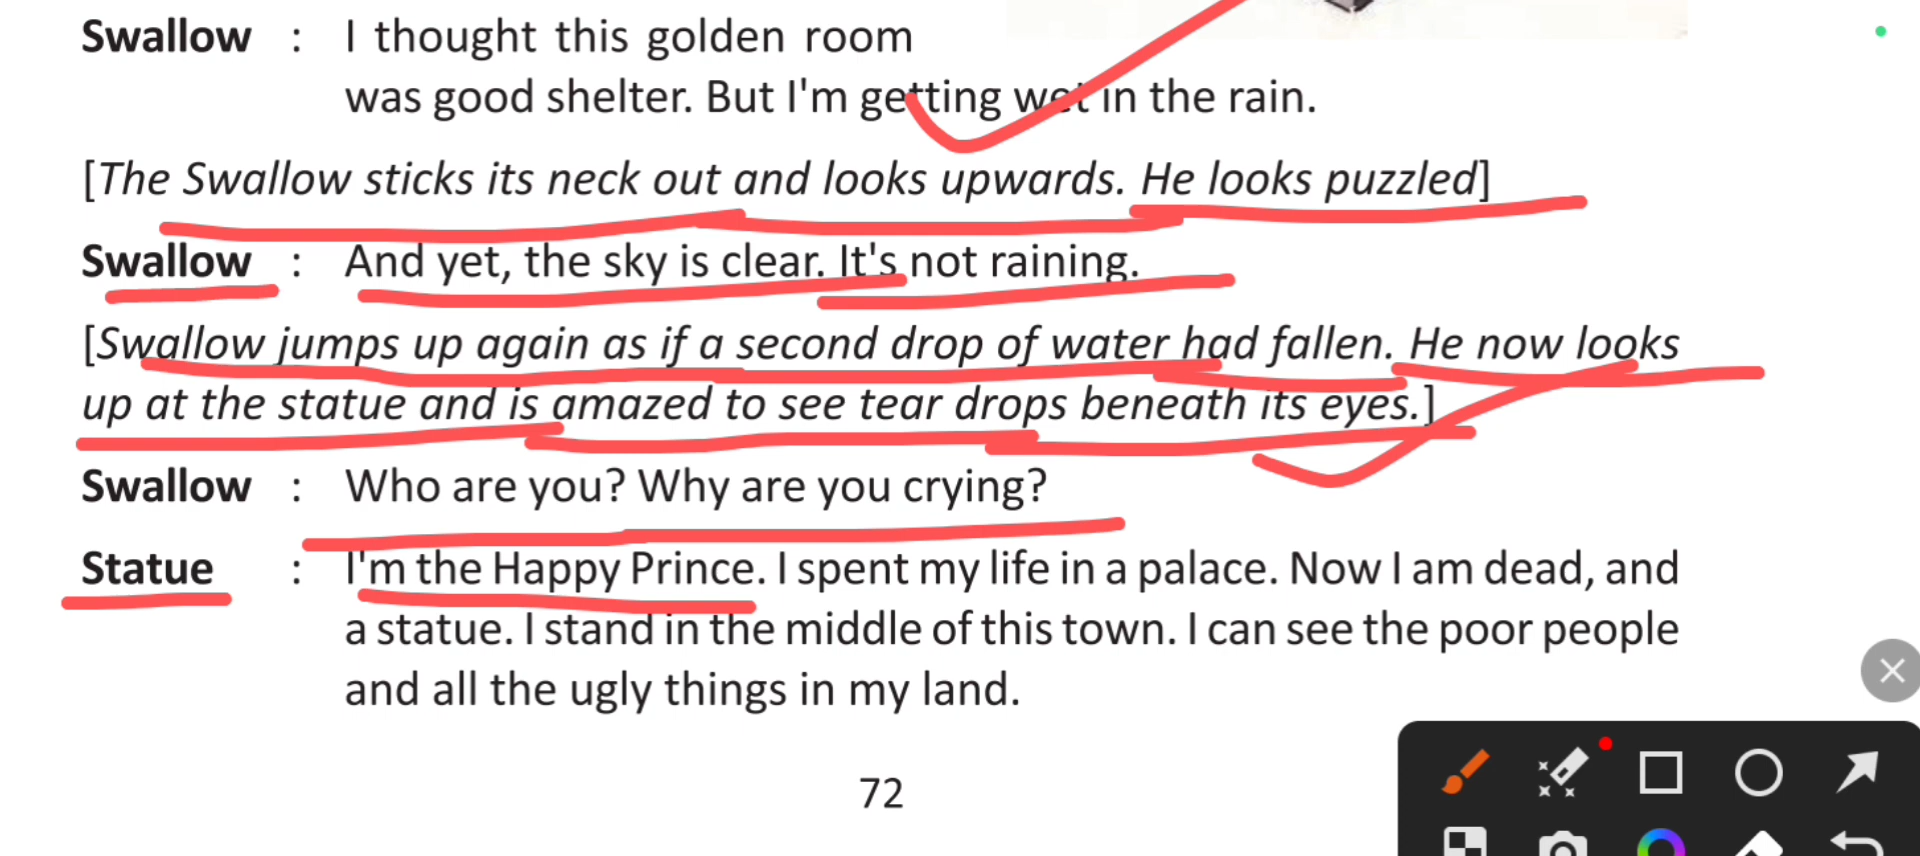 Swallow : I thought this golden room
was good shelter. But I'm getting wet in the rain.
[The Swallow sticks its neck out and looks upwards. He looks puzzled]
Swallow : And yet, the sky is clear. It's not raining.
[Swallow jumps up again as if a second drop of water had fallen. He now looks
up at the statue and is amazed to see tear drops beneath its eyes.]
Swallow : Who are you? Why are you crying?
Statue : I'm the Happy Prince. I spent my life in a palace. Now I am dead, and
a statue. I stand in the middle of this town. I can see the poor people
and all the ugly things in my land.
72